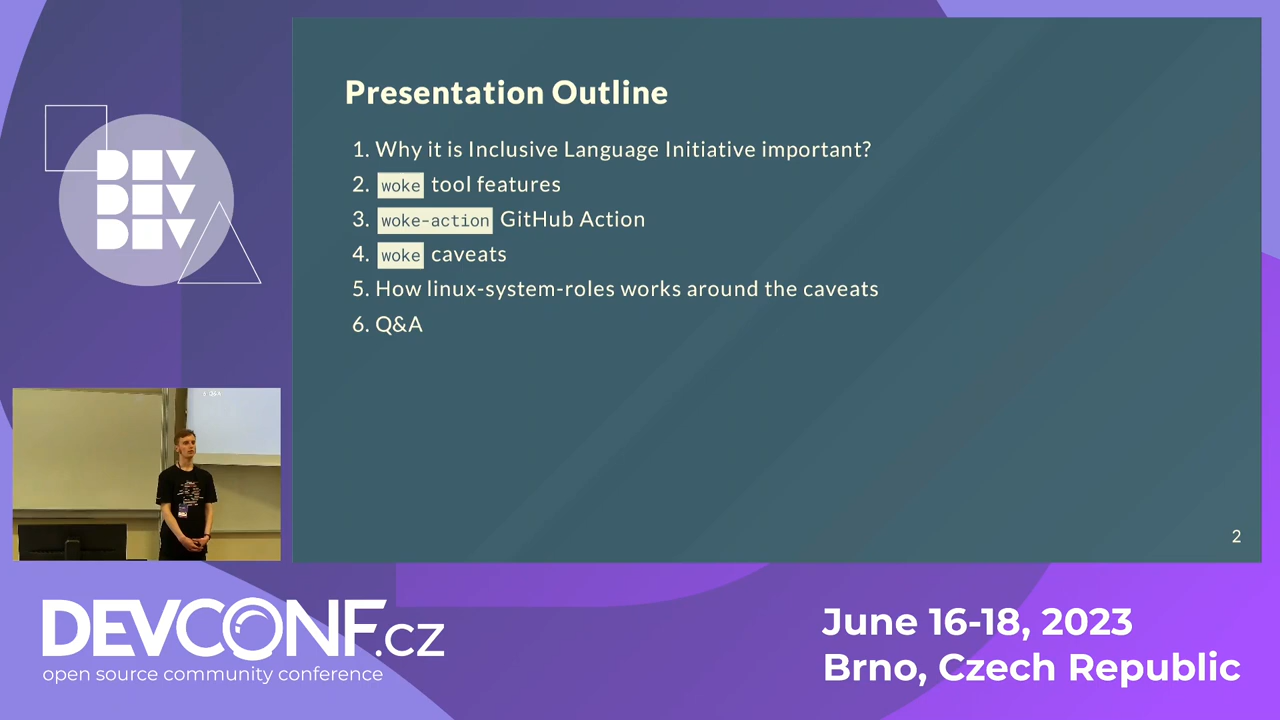 Presentation Outline
1. Why it is Inclusive Language Initiative important?
2. woke tool features
3. woke-action GitHub Action
4. woke caveats
5. How linux-system-roles works around the caveats
6. Q&A
2
DEV
DEV
DEV
6 Q&A
DEVCONF.cz
open source community conference
June 16-18, 2023
Brno, Czech Republic